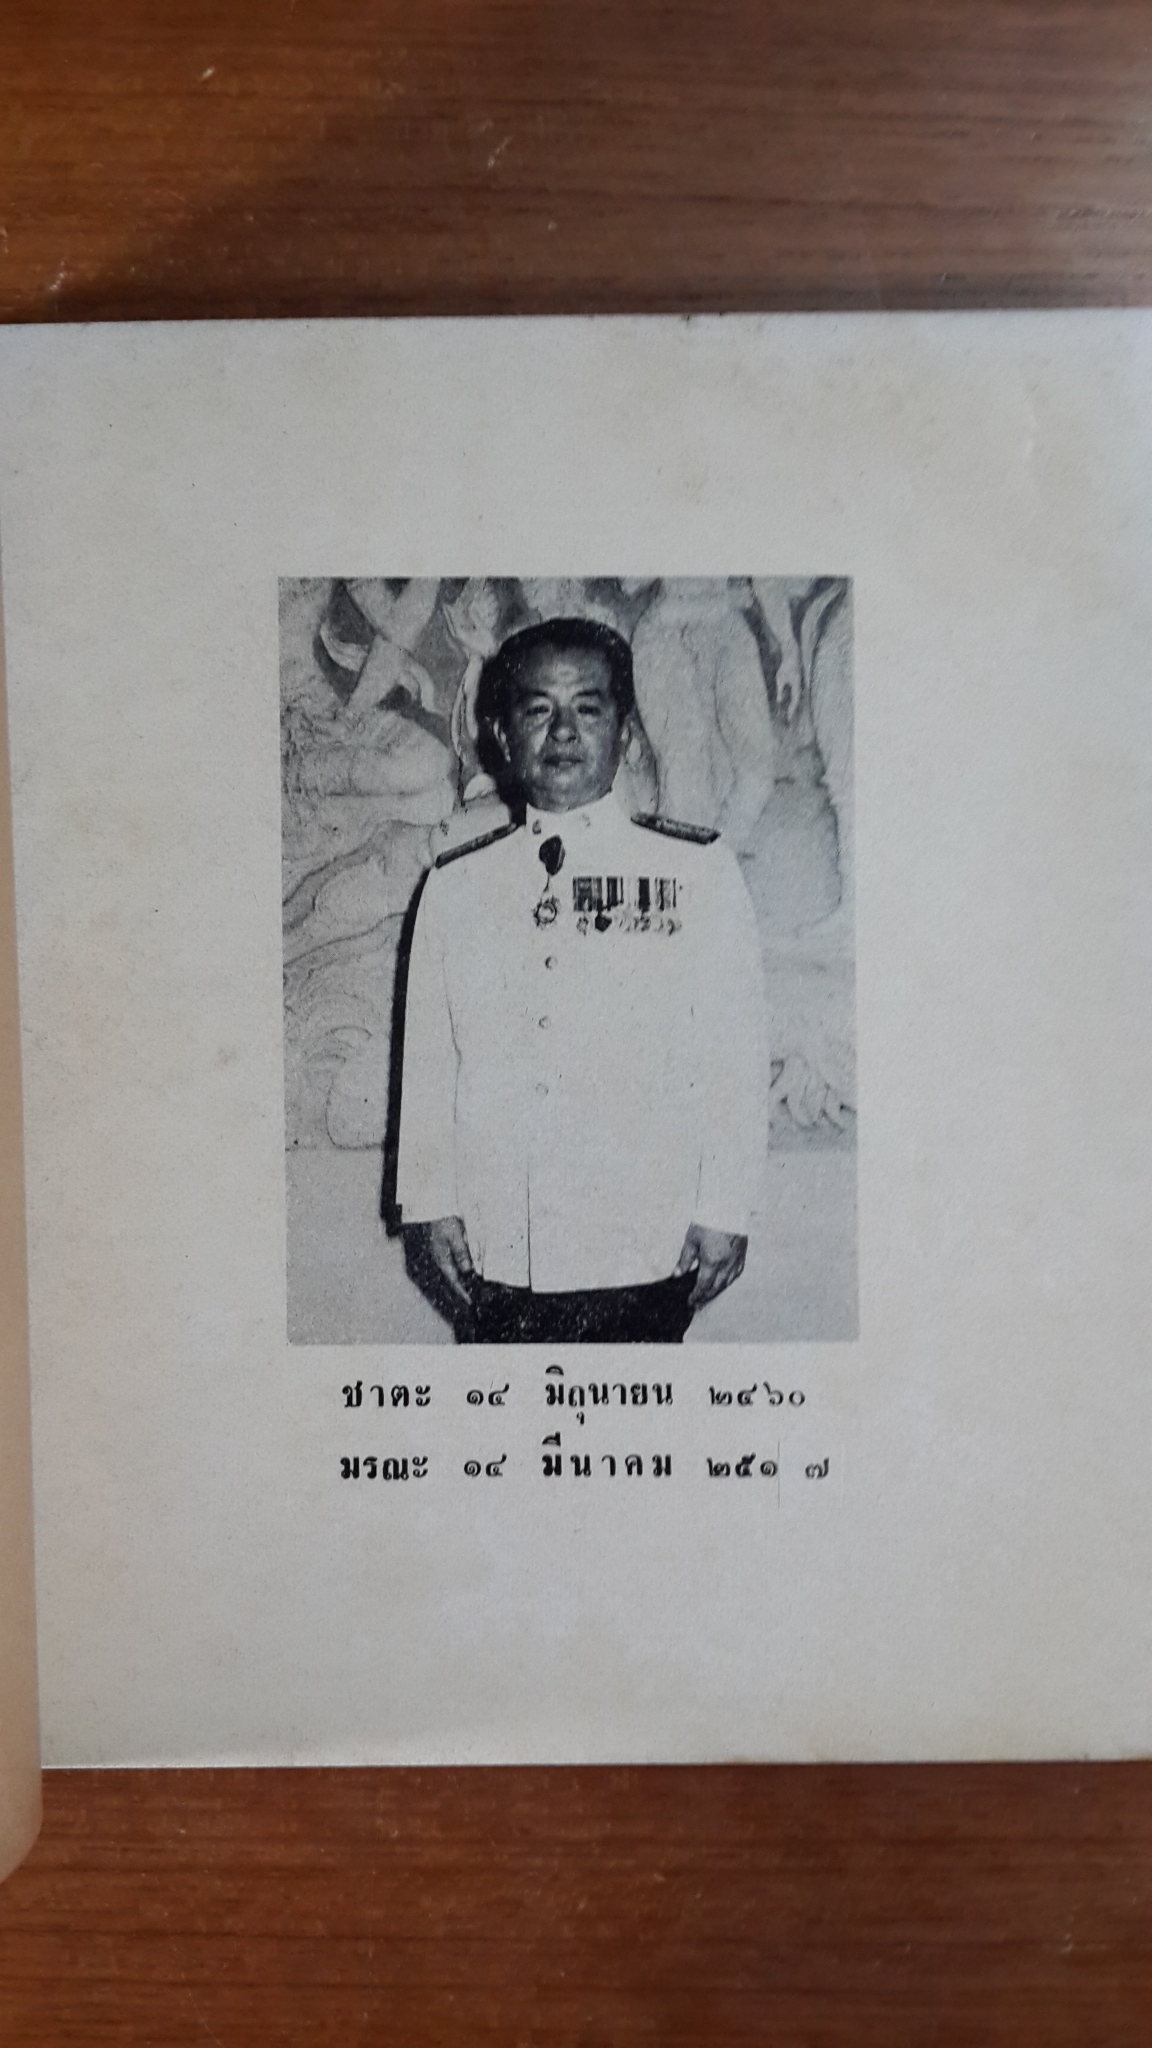 ชาตะ ๑๔ มิถุนายน ๒๔๖๐
มรณะ ๑๔ มีนาคม ๒๕๑ ๗